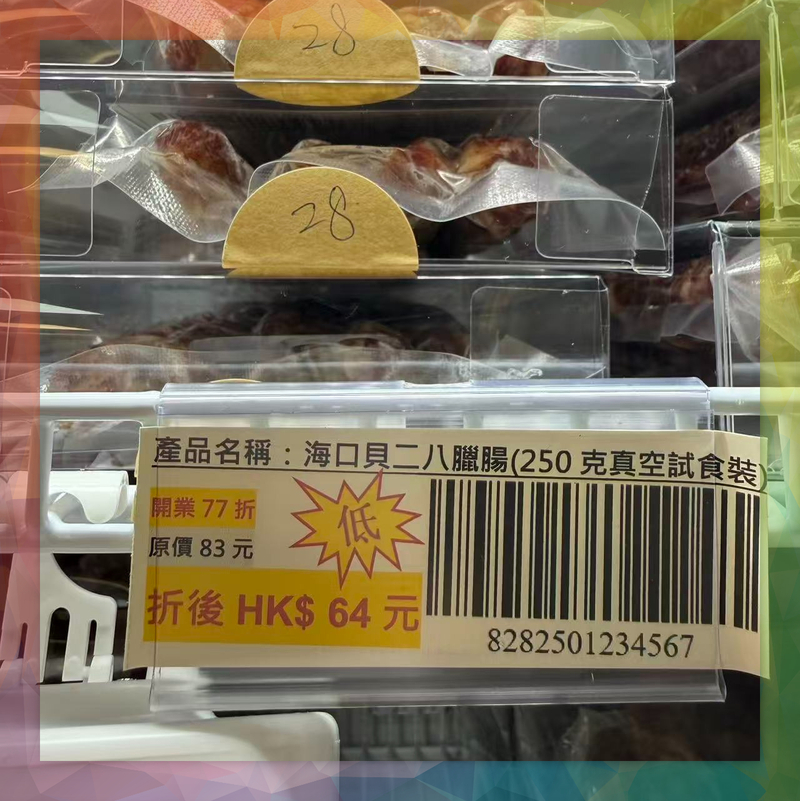 28
28
產品名稱：海口貝二八臘腸(250 克真空試食裝)
開業 77 折
原價 83 元
低
折後 HK$ 64 元
8282501234567